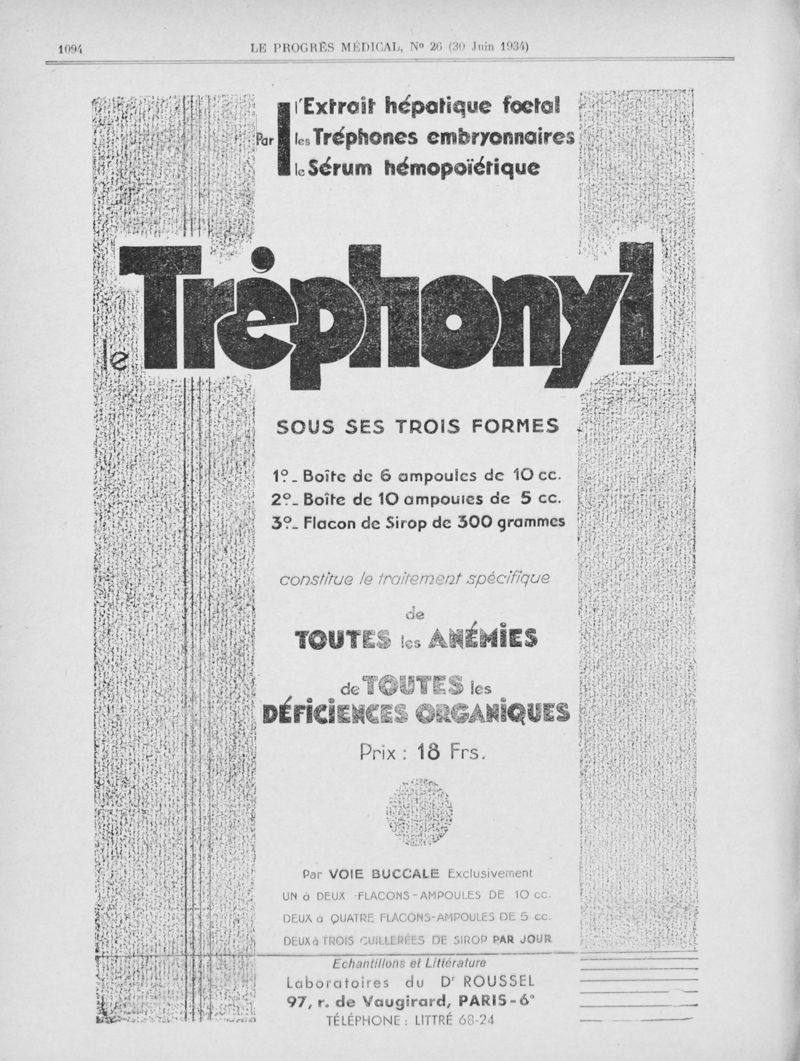 1094
LE PROGRÈS MÉDICAL, Nº 26 (30 Juin 1934)
l'Extrait hépatique foetal
Par les Tréphones embryonnaires
le Sérum hémopoïétique
le Tréphonyl
SOUS SES TROIS FORMES
1º_ Boîte de 6 ampoules de 10 cc.
2º_ Boîte de 10 ampoules de 5 cc.
3º_ Flacon de Sirop de 300 grammes
constitue le traitement spécifique
de
TOUTES les ANÉMIES
de TOUTES les
DÉFICIENCES ORGANIQUES
Prix : 18 Frs.
Par VOIE BUCCALE Exclusivement
UN à DEUX FLACONS-AMPOULES DE 10 cc.
DEUX à QUATRE FLACONS-AMPOULES DE 5 cc.
DEUX à TROIS CUILLERÉES DE SIROP PAR JOUR
Echantillons et Littérature
Laboratoires du Dʳ ROUSSEL
97, r. de Vaugirard, PARIS-6ᵉ
TÉLÉPHONE : LITTRÉ 68-24